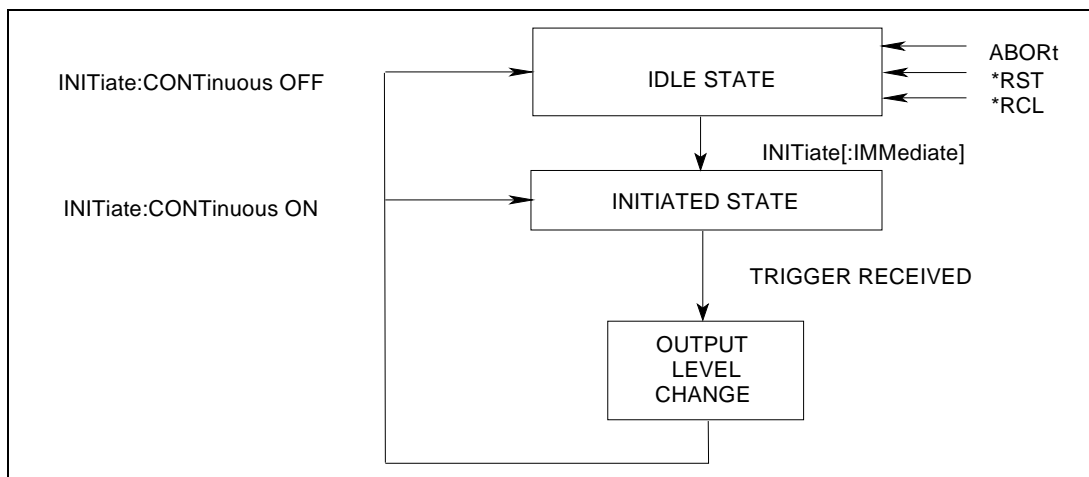 ABORt
INITiate:CONTinuous OFF
IDLE STATE
*RST
*RCL
INITiate[:IMMediate]
INITiate:CONTinuous ON
INITIATED STATE
TRIGGER RECEIVED
OUTPUT
LEVEL
CHANGE